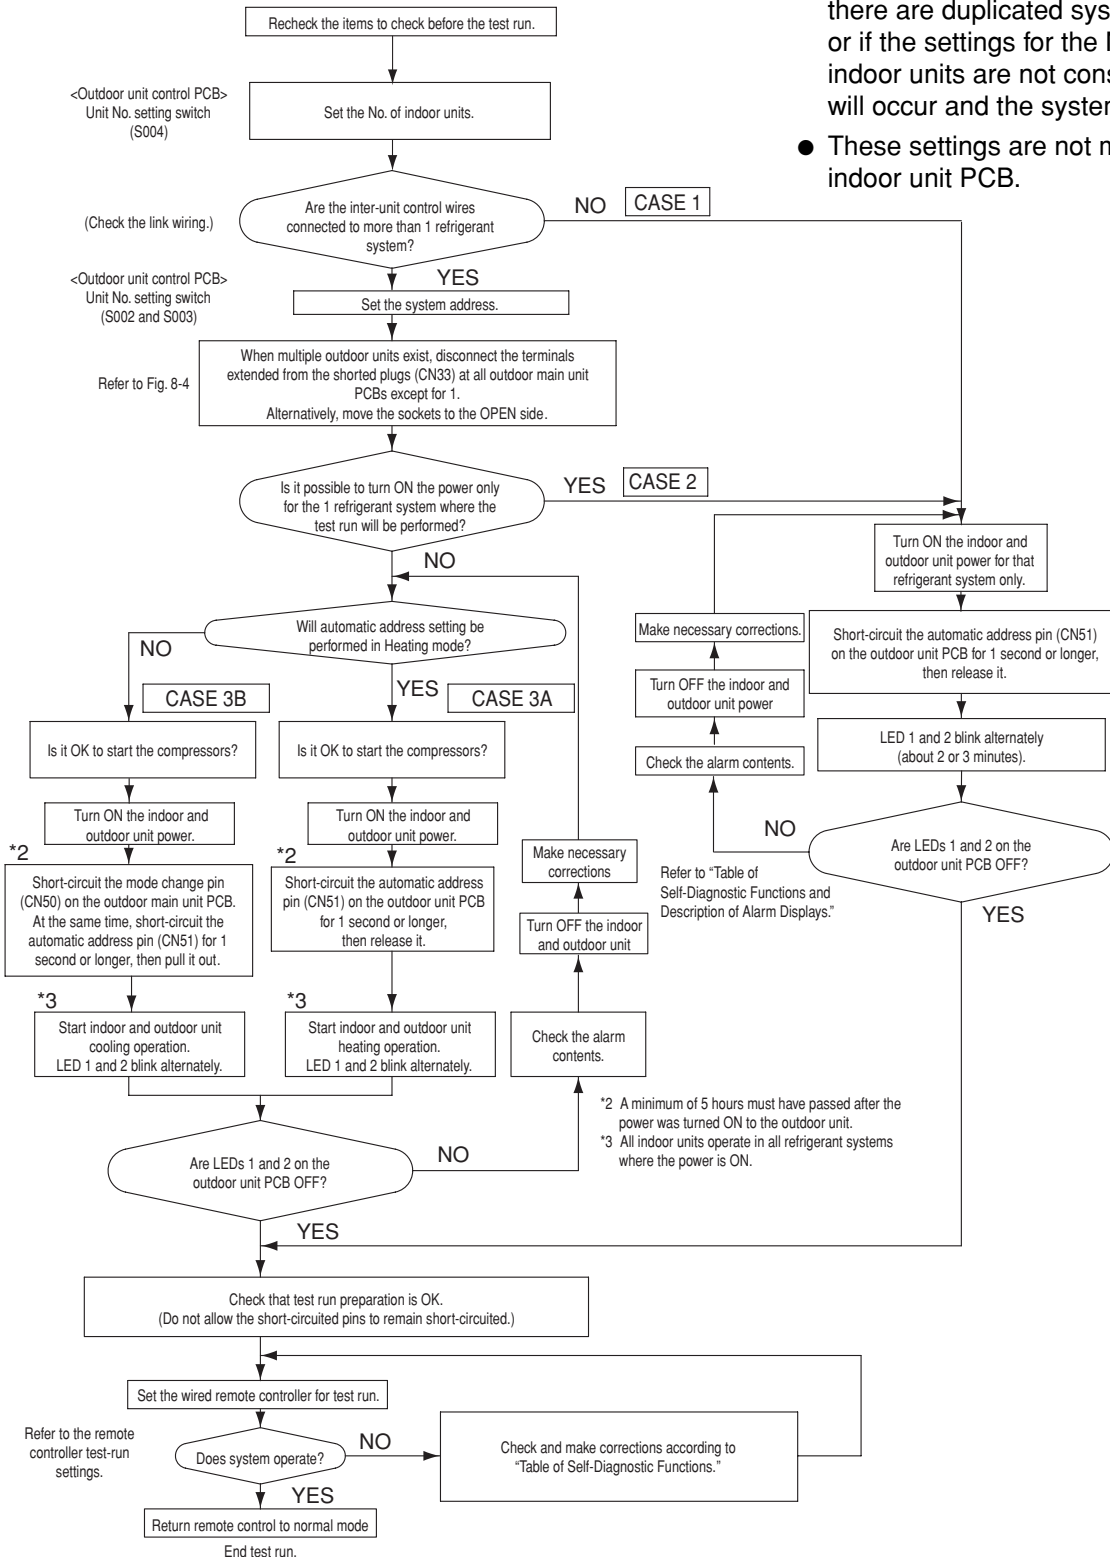 there are duplicated
or if the settings for the
indoor units are not
will occur and the
● These settings are not
indoor unit PCB.
Recheck the items to check before the test run.
<Outdoor unit control PCB>
Unit No. setting switch
(S004)
Set the No. of indoor units.
(Check the link wiring.)
Are the inter-unit control wires
connected to more than 1 refrigerant
system?
NO
CASE 1
YES
<Outdoor unit control PCB>
Unit No. setting switch
(S002 and S003)
Set the system address.
Refer to Fig. 8-4
When multiple outdoor units exist, disconnect the terminals
extended from the shorted plugs (CN33) at all outdoor main unit
PCBs except for 1.
Alternatively, move the sockets to the OPEN side.
Is it possible to turn ON the power only
for the 1 refrigerant system where the
test run will be performed?
YES
CASE 2
NO
Turn ON the indoor and
outdoor unit power for that
refrigerant system only.
Short-circuit the automatic address pin (CN51)
on the outdoor unit PCB for 1 second or longer,
then release it.
LED 1 and 2 blink alternately
(about 2 or 3 minutes).
Are LEDs 1 and 2 on the
outdoor unit PCB OFF?
NO
YES
Make necessary corrections.
Turn OFF the indoor and
outdoor unit power
Check the alarm contents.
Refer to “Table of
Self-Diagnostic Functions and
Description of Alarm Displays.”
Will automatic address setting be
performed in Heating mode?
NO
YES
CASE 3B
CASE 3A
Is it OK to start the compressors?
Is it OK to start the compressors?
Turn ON the indoor and
outdoor unit power.
Turn ON the indoor and
outdoor unit power.
*2
Short-circuit the mode change pin
(CN50) on the outdoor main unit PCB.
At the same time, short-circuit the
automatic address pin (CN51) for 1
second or longer, then pull it out.
*2
Short-circuit the automatic address
pin (CN51) on the outdoor unit PCB
for 1 second or longer,
then release it.
*3
Start indoor and outdoor unit
cooling operation.
LED 1 and 2 blink alternately.
*3
Start indoor and outdoor unit
heating operation.
LED 1 and 2 blink alternately.
Make necessary
corrections
Turn OFF the indoor
and outdoor unit
Check the alarm
contents.
*2 A minimum of 5 hours must have passed after the
power was turned ON to the outdoor unit.
*3 All indoor units operate in all refrigerant systems
where the power is ON.
Are LEDs 1 and 2 on the
outdoor unit PCB OFF?
NO
YES
Check that test run preparation is OK.
(Do not allow the short-circuited pins to remain short-circuited.)
Set the wired remote controller for test run.
Refer to the remote
controller test-run
settings.
Does system operate?
NO
Check and make corrections according to
“Table of Self-Diagnostic Functions.”
YES
Return remote control to normal mode
End test run.